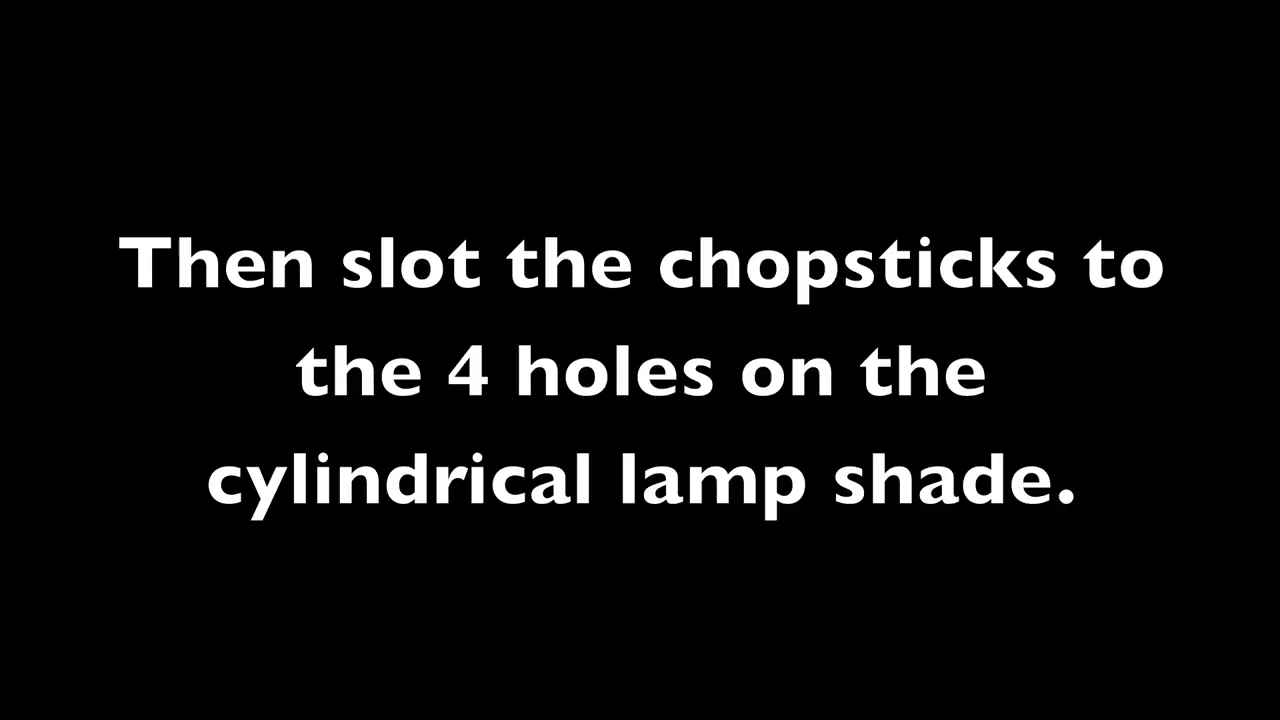 Then slot the chopsticks to
the 4 holes on the
cylindrical lamp shade.